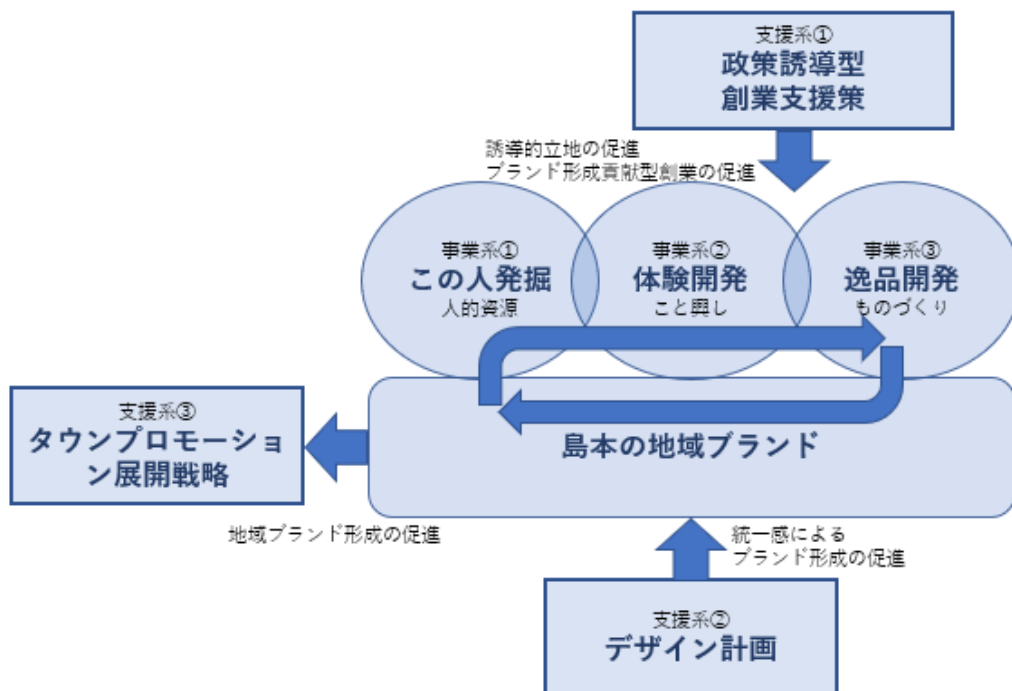 支援系①
政策誘導型
創業支援策
誘導的立地の促進
ブランド形成貢献型創業の促進
事業系①
この人発掘
人的資源
事業系②
体験開発
こと興し
事業系③
逸品開発
ものづくり
支援系③
タウンプロモーショ
ン展開戦略
島本の地域ブランド
地域ブランド形成の促進
統一感による
ブランド形成の促進
支援系②
デザイン計画